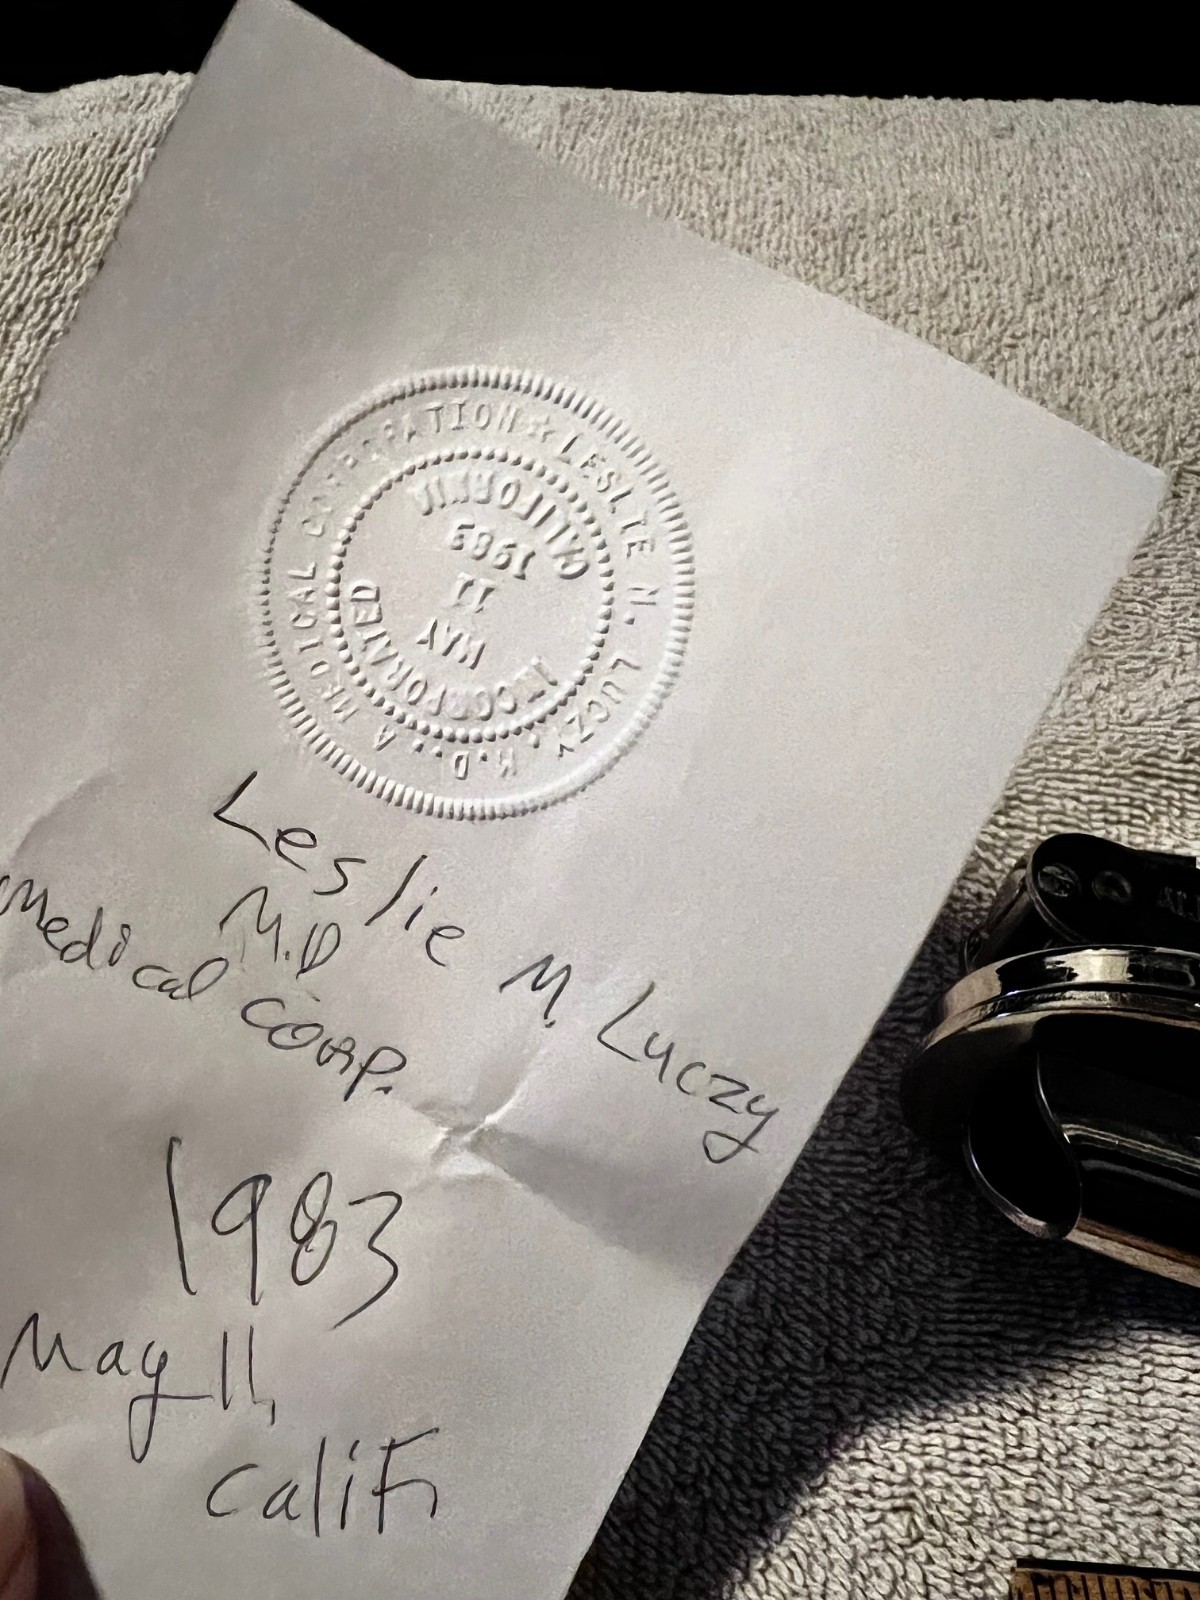 LESLIE M. LUCZY, M.D., A MEDICAL CORPORATION ☆
INCORPORATED
MAY
11
1983
CALIFORNIA
Leslie M. Luczy
M.D
Medical CORP.
1983
May 11,
Calif